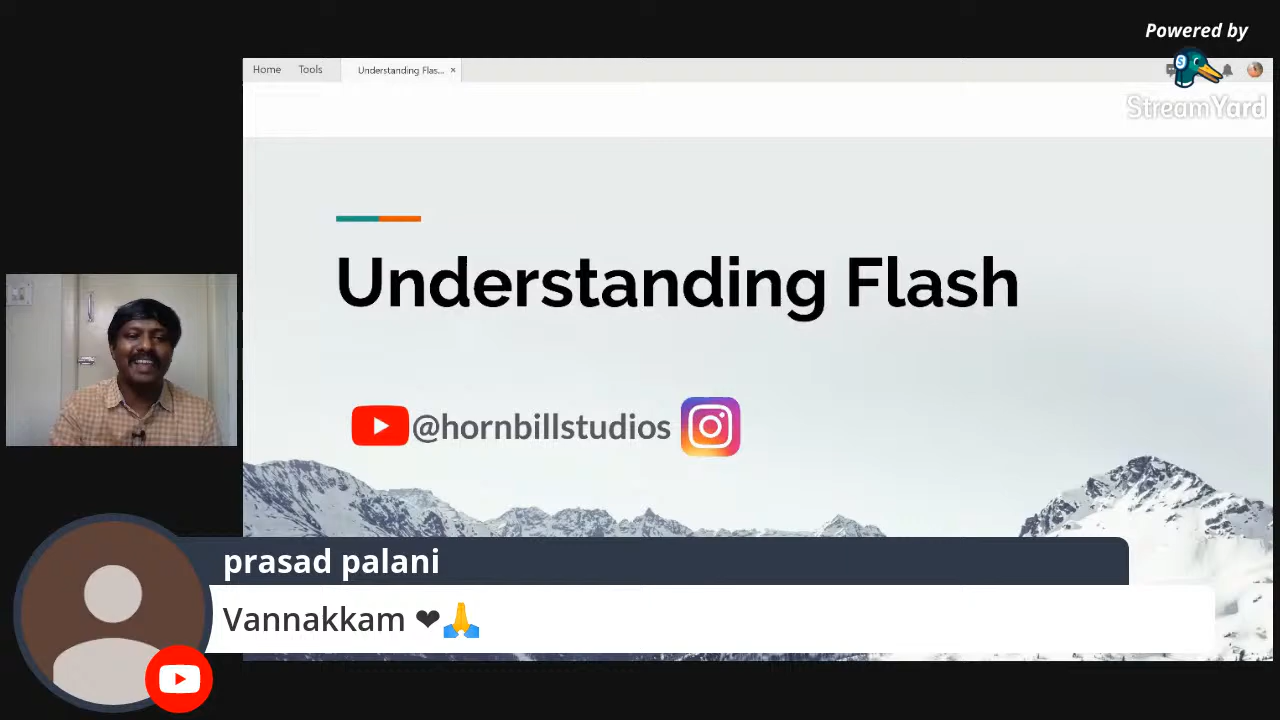 Powered by
StreamYard
Home Tools Understanding Flas... ×
Understanding Flash
@hornbillstudios
prasad palani
Vannakkam ❤🙏